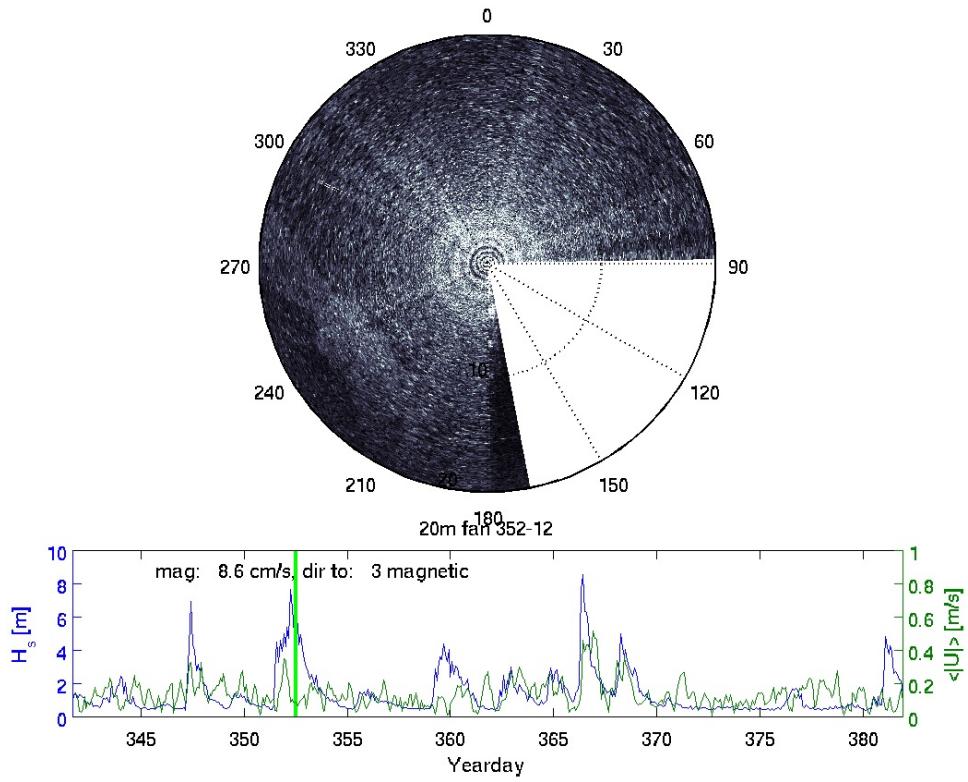 0
330 30
300 60
270 90
10
240 120
20
210 150
180
20m fan 352-12
10 1
mag: 8.6 cm/s, dir to: 3 magnetic
8 0.8
6 0.6
4 0.4
2 0.2
0 0
H_s [m]
<|U|> [m/s]
345 350 355 360 365 370 375 380
Yearday